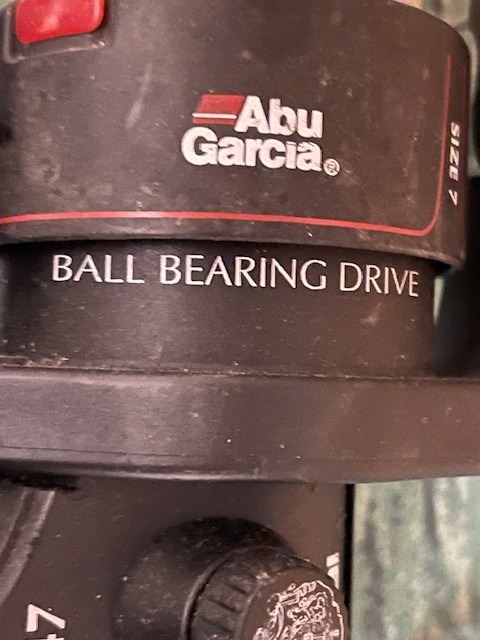 Abu
Garcia®
SIZE 7
BALL BEARING DRIVE